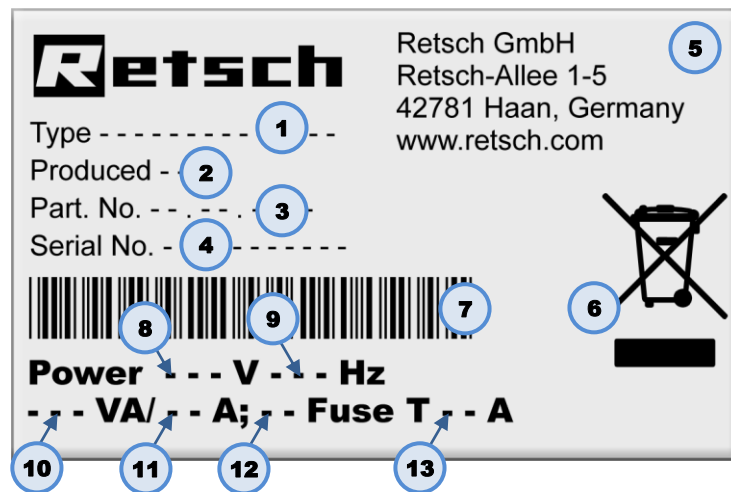 Retsch
Retsch GmbH
Retsch-Allee 1-5
42781 Haan, Germany
www.retsch.com
5
Type - - - - - - - - - 1 - -
Produced - - 2
Part. No. - - . - - . - 3 -
Serial No. - 4 - - - - - - -
7
6
8
9
Power - - - V - - - Hz
- - - VA/ - - A; - - Fuse T - - A
10
11
12
13